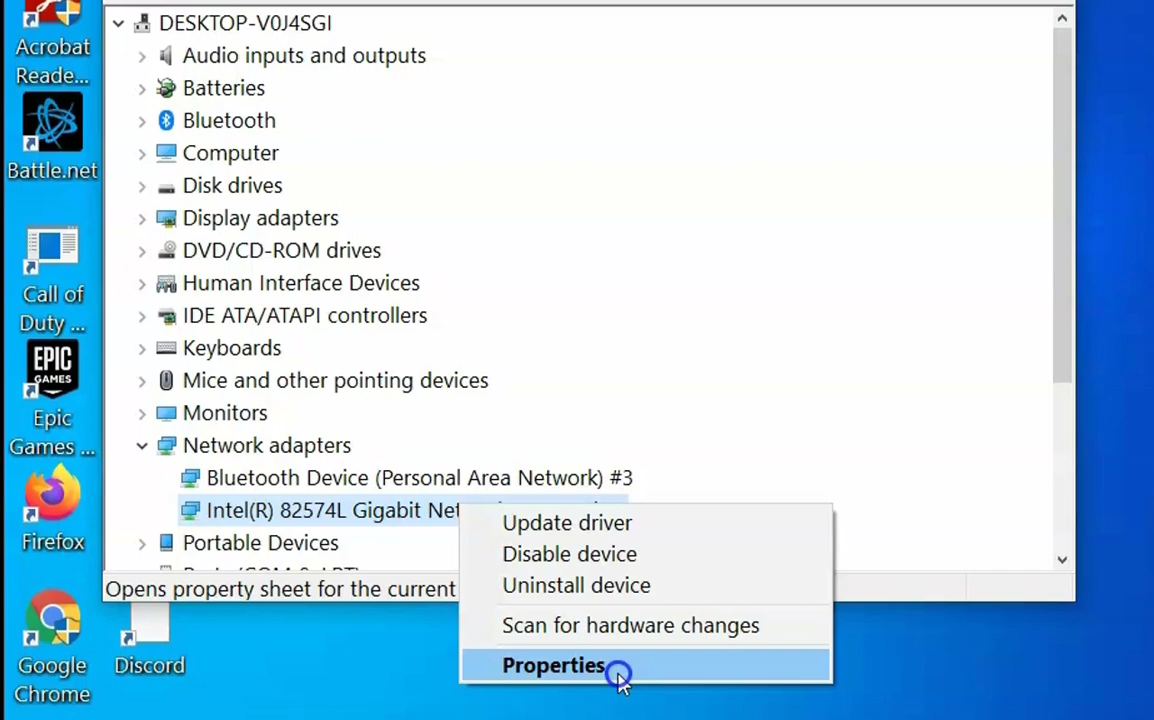 DESKTOP-V0J4SGI
Audio inputs and outputs
Batteries
Bluetooth
Computer
Disk drives
Display adapters
DVD/CD-ROM drives
Human Interface Devices
IDE ATA/ATAPI controllers
Keyboards
Mice and other pointing devices
Monitors
Network adapters
Bluetooth Device (Personal Area Network) #3
Intel(R) 82574L Gigabit Net
Portable Devices
Opens property sheet for the current
Update driver
Disable device
Uninstall device
Scan for hardware changes
Properties
Acrobat
Reade...
Battle.net
Call of
Duty ...
EPIC
GAMES
Epic
Games ...
Firefox
Google
Chrome
Discord